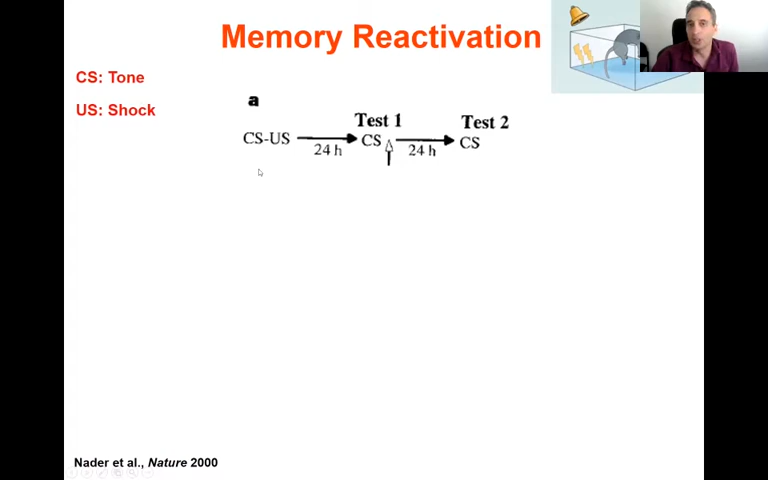 Memory Reactivation
CS: Tone
US: Shock
a
Test 1
Test 2
CS-US
CS
CS
24 h
24 h
Nader et al., Nature 2000